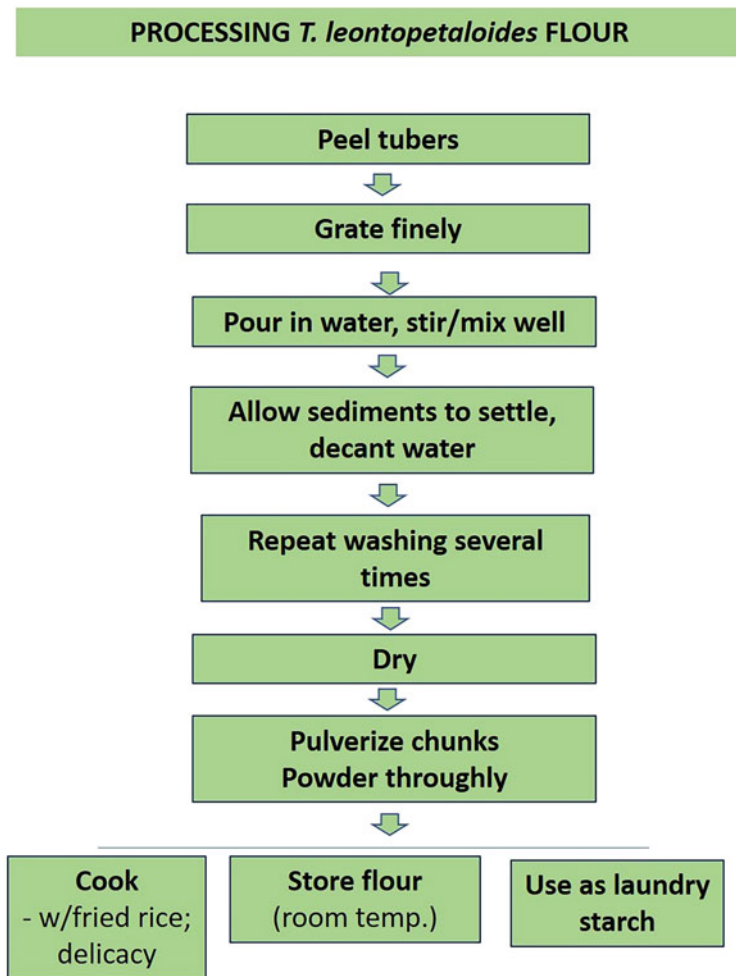 PROCESSING T. leontopetaloides FLOUR
Peel tubers
Grate finely
Pour in water, stir/mix well
Allow sediments to settle,
decant water
Repeat washing several
times
Dry
Pulverize chunks
Powder throughly
Cook
- w/fried rice;
delicacy
Store flour
(room temp.)
Use as laundry
starch